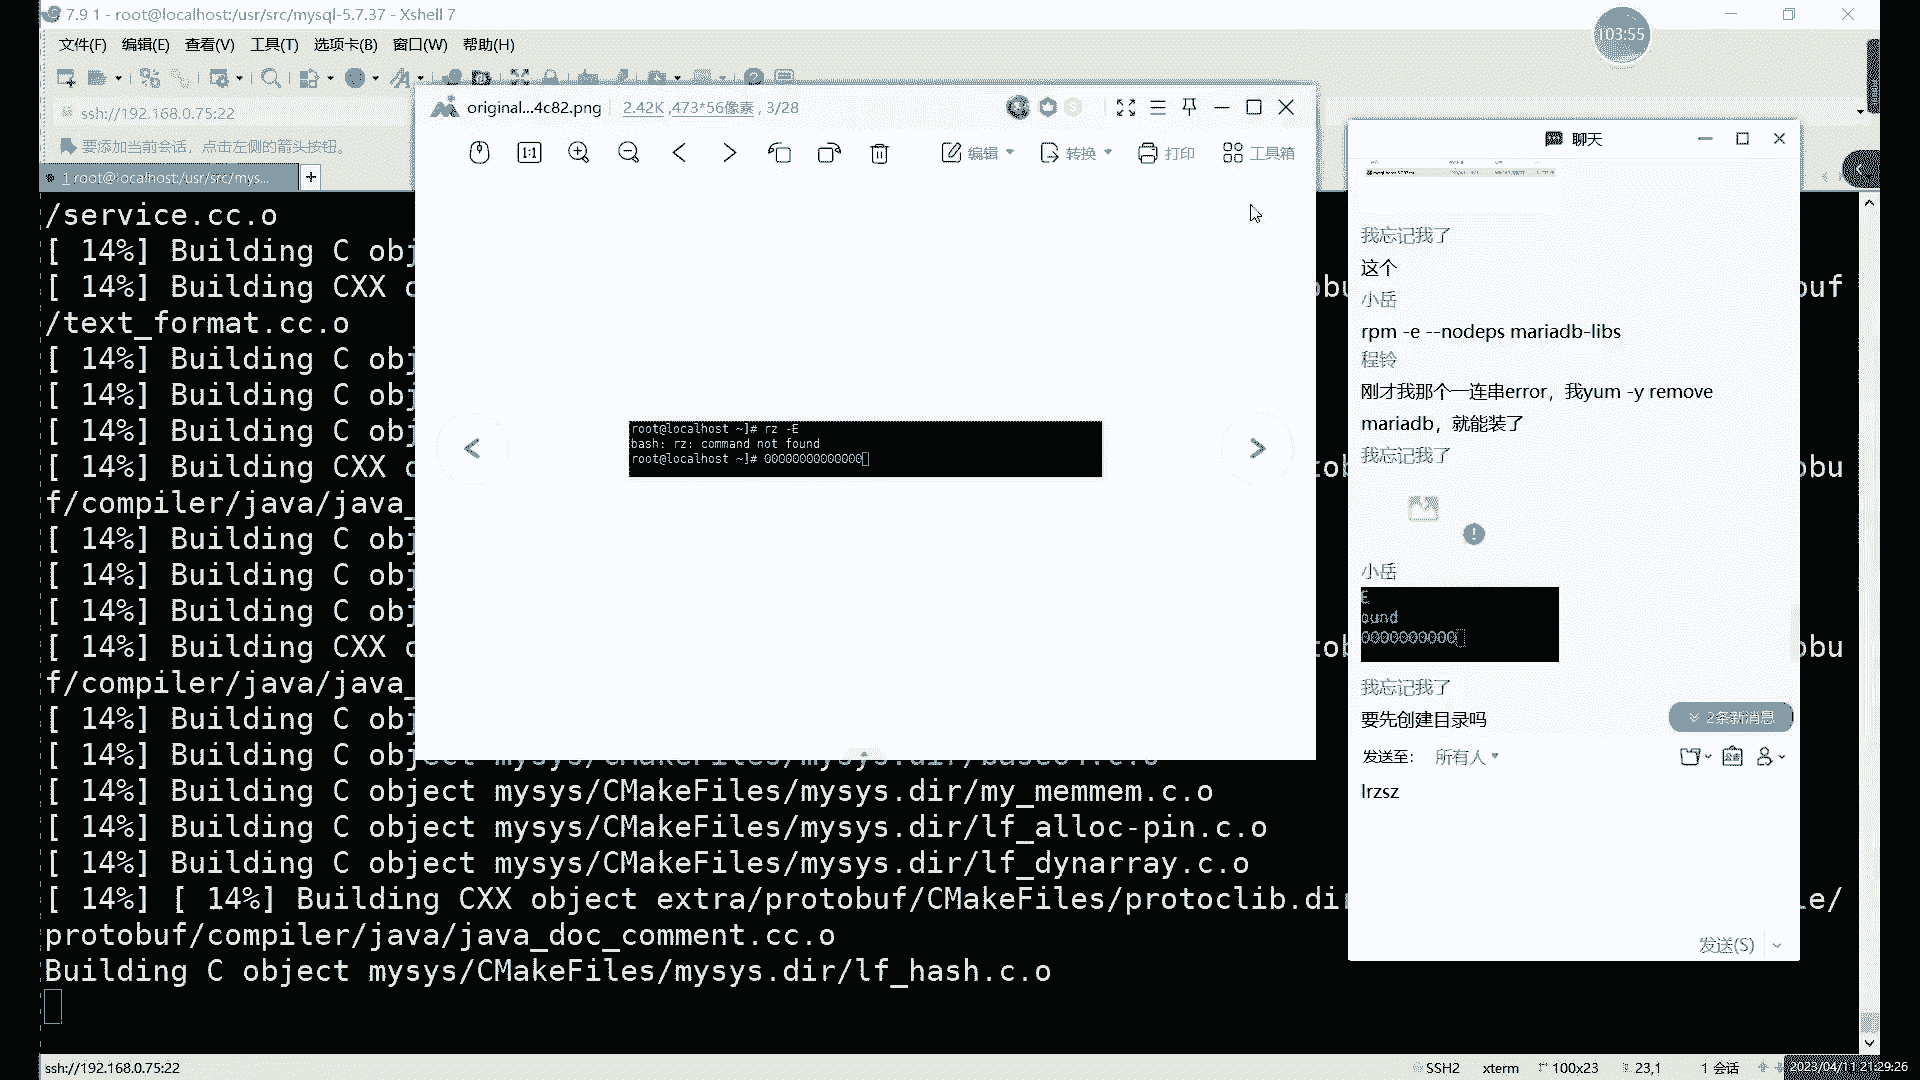 7.9 1 - root@localhost:/usr/src/mysql-5.7.37 - Xshell 7
103:55
文件(F) 编辑(E) 查看(V) 工具(T) 选项卡(B) 窗口(W) 帮助(H)
ssh://192.168.0.75:22
要添加当前会话，点击左侧的箭头按钮。
1 root@localhost:/usr/src/mys...
original...4c82.png 2.42K ,473*56像素 , 3/28
1:1 编辑 转换 打印 工具箱
root@localhost ~]# rz -E
bash: rz: command not found
root@localhost ~]# 00000000000000
/service.cc.o
[ 14%] Building C obj
[ 14%] Building CXX o
/text_format.cc.o
[ 14%] Building C obj
[ 14%] Building C obj
[ 14%] Building C obj
[ 14%] Building CXX o
f/compiler/java/java_
[ 14%] Building C obj
[ 14%] Building C obj
[ 14%] Building C obj
[ 14%] Building CXX o
f/compiler/java/java_
[ 14%] Building C obj
[ 14%] Building C object mysys/CMakeFiles/mysys.dir/base64.c.o
[ 14%] Building C object mysys/CMakeFiles/mysys.dir/my_memmem.c.o
[ 14%] Building C object mysys/CMakeFiles/mysys.dir/lf_alloc-pin.c.o
[ 14%] Building C object mysys/CMakeFiles/mysys.dir/lf_dynarray.c.o
[ 14%] [ 14%] Building CXX object extra/protobuf/CMakeFiles/protoclib.dir le/
protobuf/compiler/java/java_doc_comment.cc.o
Building C object mysys/CMakeFiles/mysys.dir/lf_hash.c.o
聊天
我忘记我了
这个
小岳
rpm -e --nodeps mariadb-libs
程铃
刚才我那个一连串error，我yum -y remove
mariadb，就能装了
我忘记我了
小岳
E
ound
0000000000
我忘记我了
要先创建目录吗
2条新消息
发送至: 所有人
lrzsz
发送(S)
ssh://192.168.0.75:22
SSH2 xterm 100x23 23,1 1 会话
2023/04/11 21:29:26